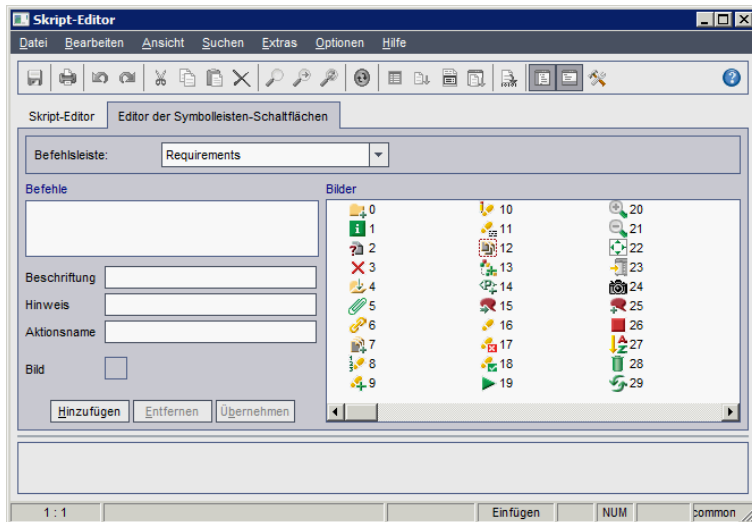 Skript-Editor
Datei Bearbeiten Ansicht Suchen Extras Optionen Hilfe
Skript-Editor Editor der Symbolleisten-Schaltflächen
Befehlsleiste: Requirements
Befehle
Beschriftung
Hinweis
Aktionsname
Bild
Hinzufügen Entfernen Übernehmen
Bilder
0 10 20
1 11 21
2 12 22
3 13 23
4 14 24
5 15 25
6 16 26
7 17 27
8 18 28
9 19 29
1 : 1 Einfügen NUM common